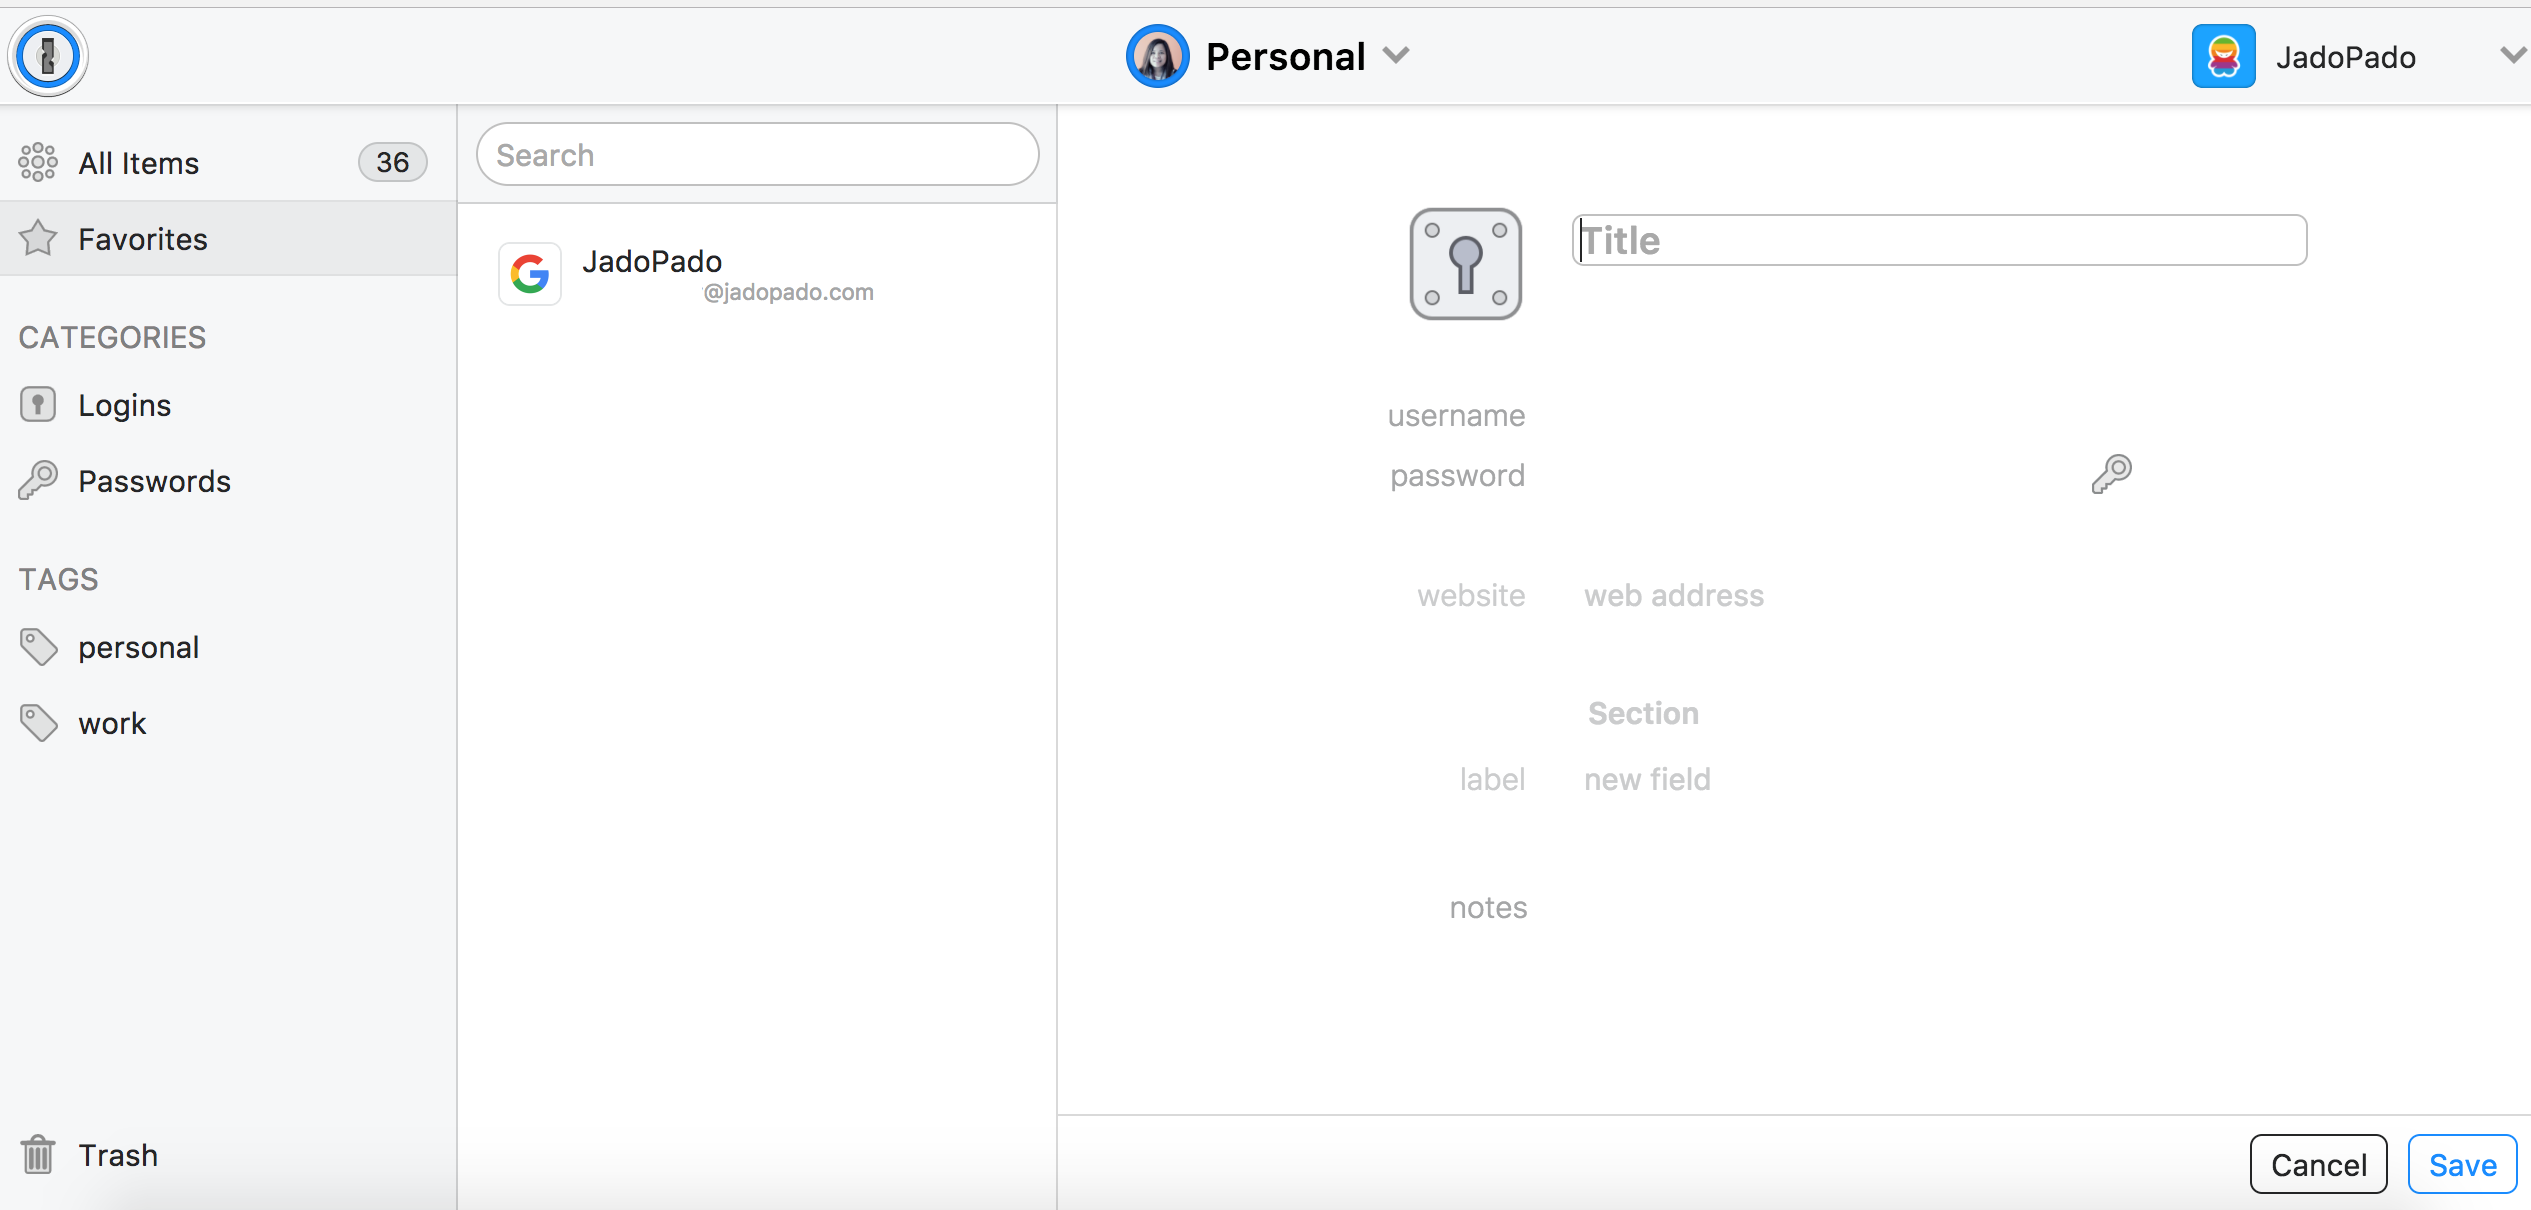 Personal
JadoPado
All Items 36
Favorites
CATEGORIES
Logins
Passwords
TAGS
personal
work
Trash
Search
JadoPado
@jadopado.com
Title
username
password
website web address
Section
label new field
notes
Cancel Save